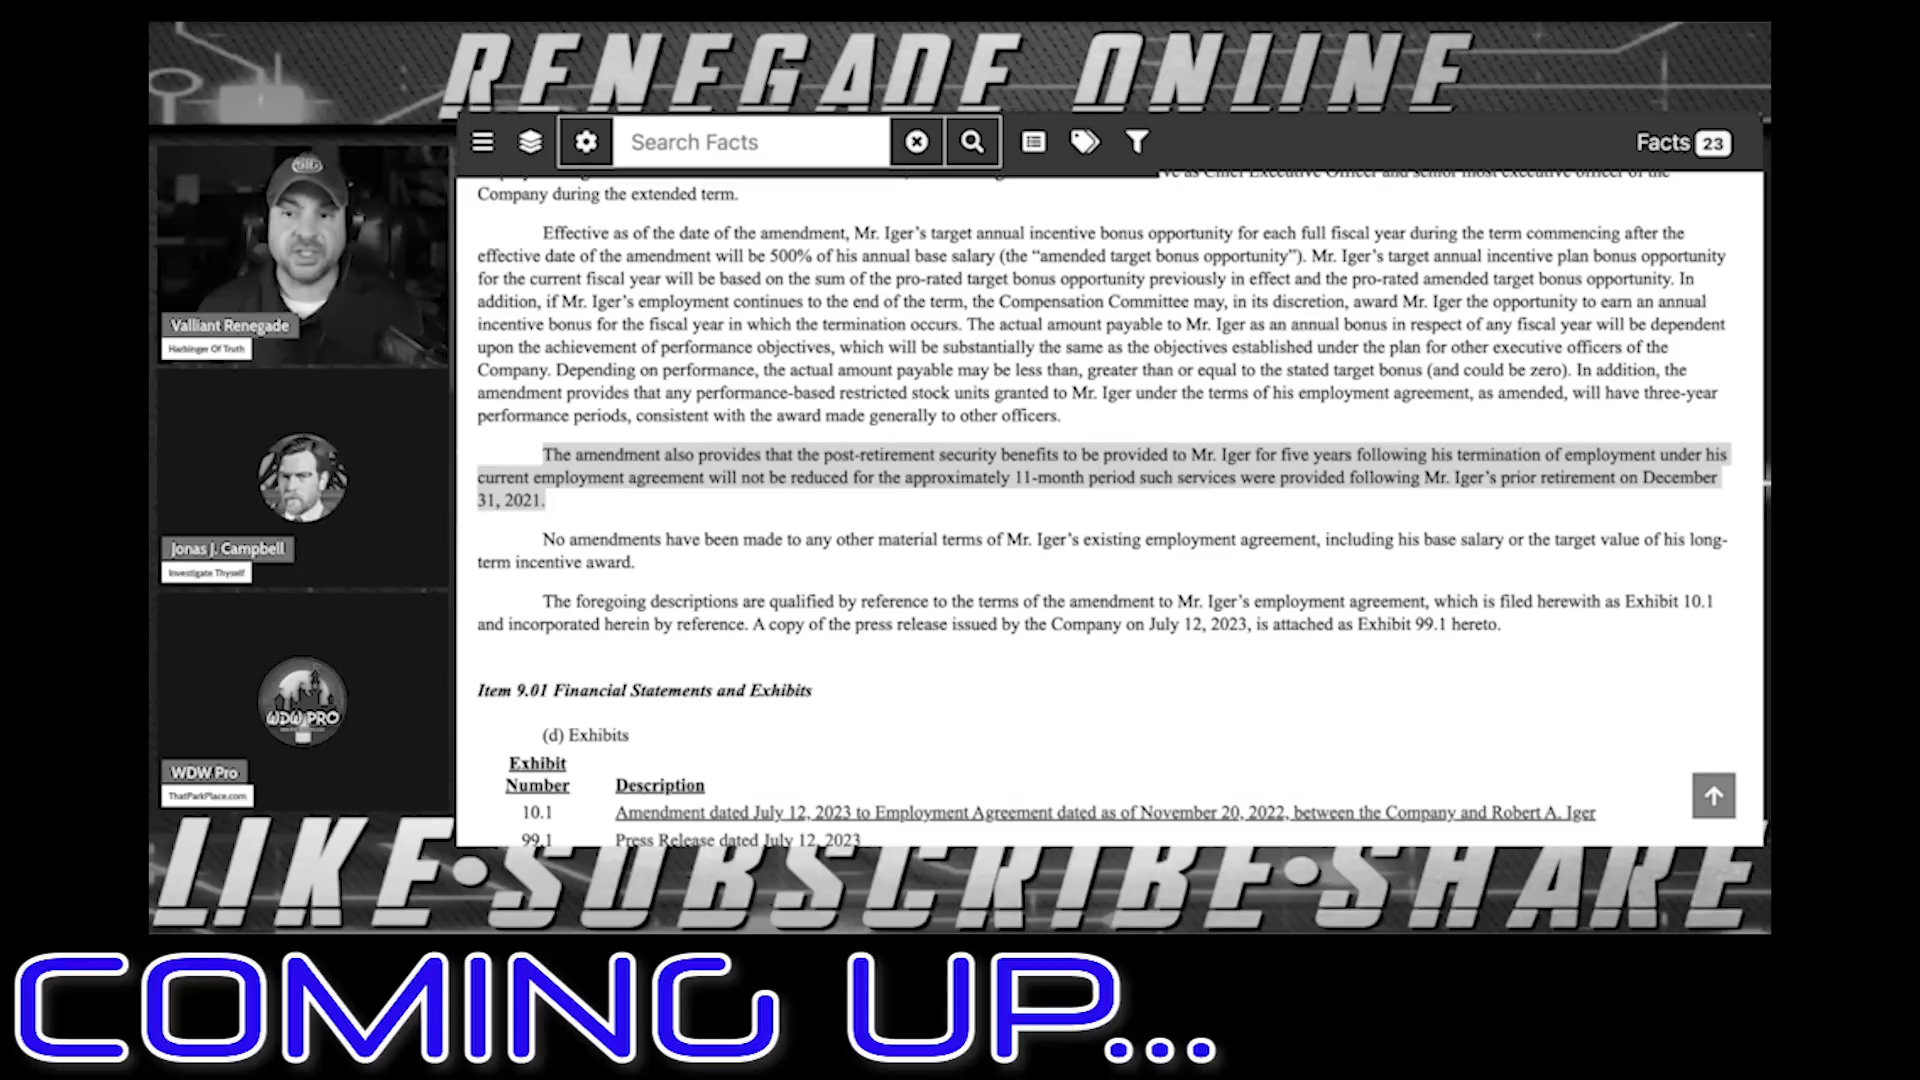 RENEGADE ONLINE
Search Facts
Facts 23
ve as Chief Executive Officer and senior most executive officer of the
Company during the extended term.
Effective as of the date of the amendment, Mr. Iger’s target annual incentive bonus opportunity for each full fiscal year during the term commencing after the
effective date of the amendment will be 500% of his annual base salary (the “amended target bonus opportunity”). Mr. Iger’s target annual incentive plan bonus opportunity
for the current fiscal year will be based on the sum of the pro-rated target bonus opportunity previously in effect and the pro-rated amended target bonus opportunity. In
addition, if Mr. Iger’s employment continues to the end of the term, the Compensation Committee may, in its discretion, award Mr. Iger the opportunity to earn an annual
incentive bonus for the fiscal year in which the termination occurs. The actual amount payable to Mr. Iger as an annual bonus in respect of any fiscal year will be dependent
upon the achievement of performance objectives, which will be substantially the same as the objectives established under the plan for other executive officers of the
Company. Depending on performance, the actual amount payable may be less than, greater than or equal to the stated target bonus (and could be zero). In addition, the
amendment provides that any performance-based restricted stock units granted to Mr. Iger under the terms of his employment agreement, as amended, will have three-year
performance periods, consistent with the award made generally to other officers.
The amendment also provides that the post-retirement security benefits to be provided to Mr. Iger for five years following his termination of employment under his
current employment agreement will not be reduced for the approximately 11-month period such services were provided following Mr. Iger’s prior retirement on December
31, 2021.
No amendments have been made to any other material terms of Mr. Iger’s existing employment agreement, including his base salary or the target value of his long-
term incentive award.
The foregoing descriptions are qualified by reference to the terms of the amendment to Mr. Iger’s employment agreement, which is filed herewith as Exhibit 10.1
and incorporated herein by reference. A copy of the press release issued by the Company on July 12, 2023, is attached as Exhibit 99.1 hereto.
Item 9.01 Financial Statements and Exhibits
(d) Exhibits
Exhibit
Number Description
10.1 Amendment dated July 12, 2023 to Employment Agreement dated as of November 20, 2022, between the Company and Robert A. Iger
99.1 Press Release dated July 12, 2023
Valliant Renegade
Harbinger Of Truth
Jonas J. Campbell
Investigate Thyself
WDW PRO
WDW Pro
ThatParkPlace.com
LIKE•SUBSCRIBE•SHARE
COMING UP...